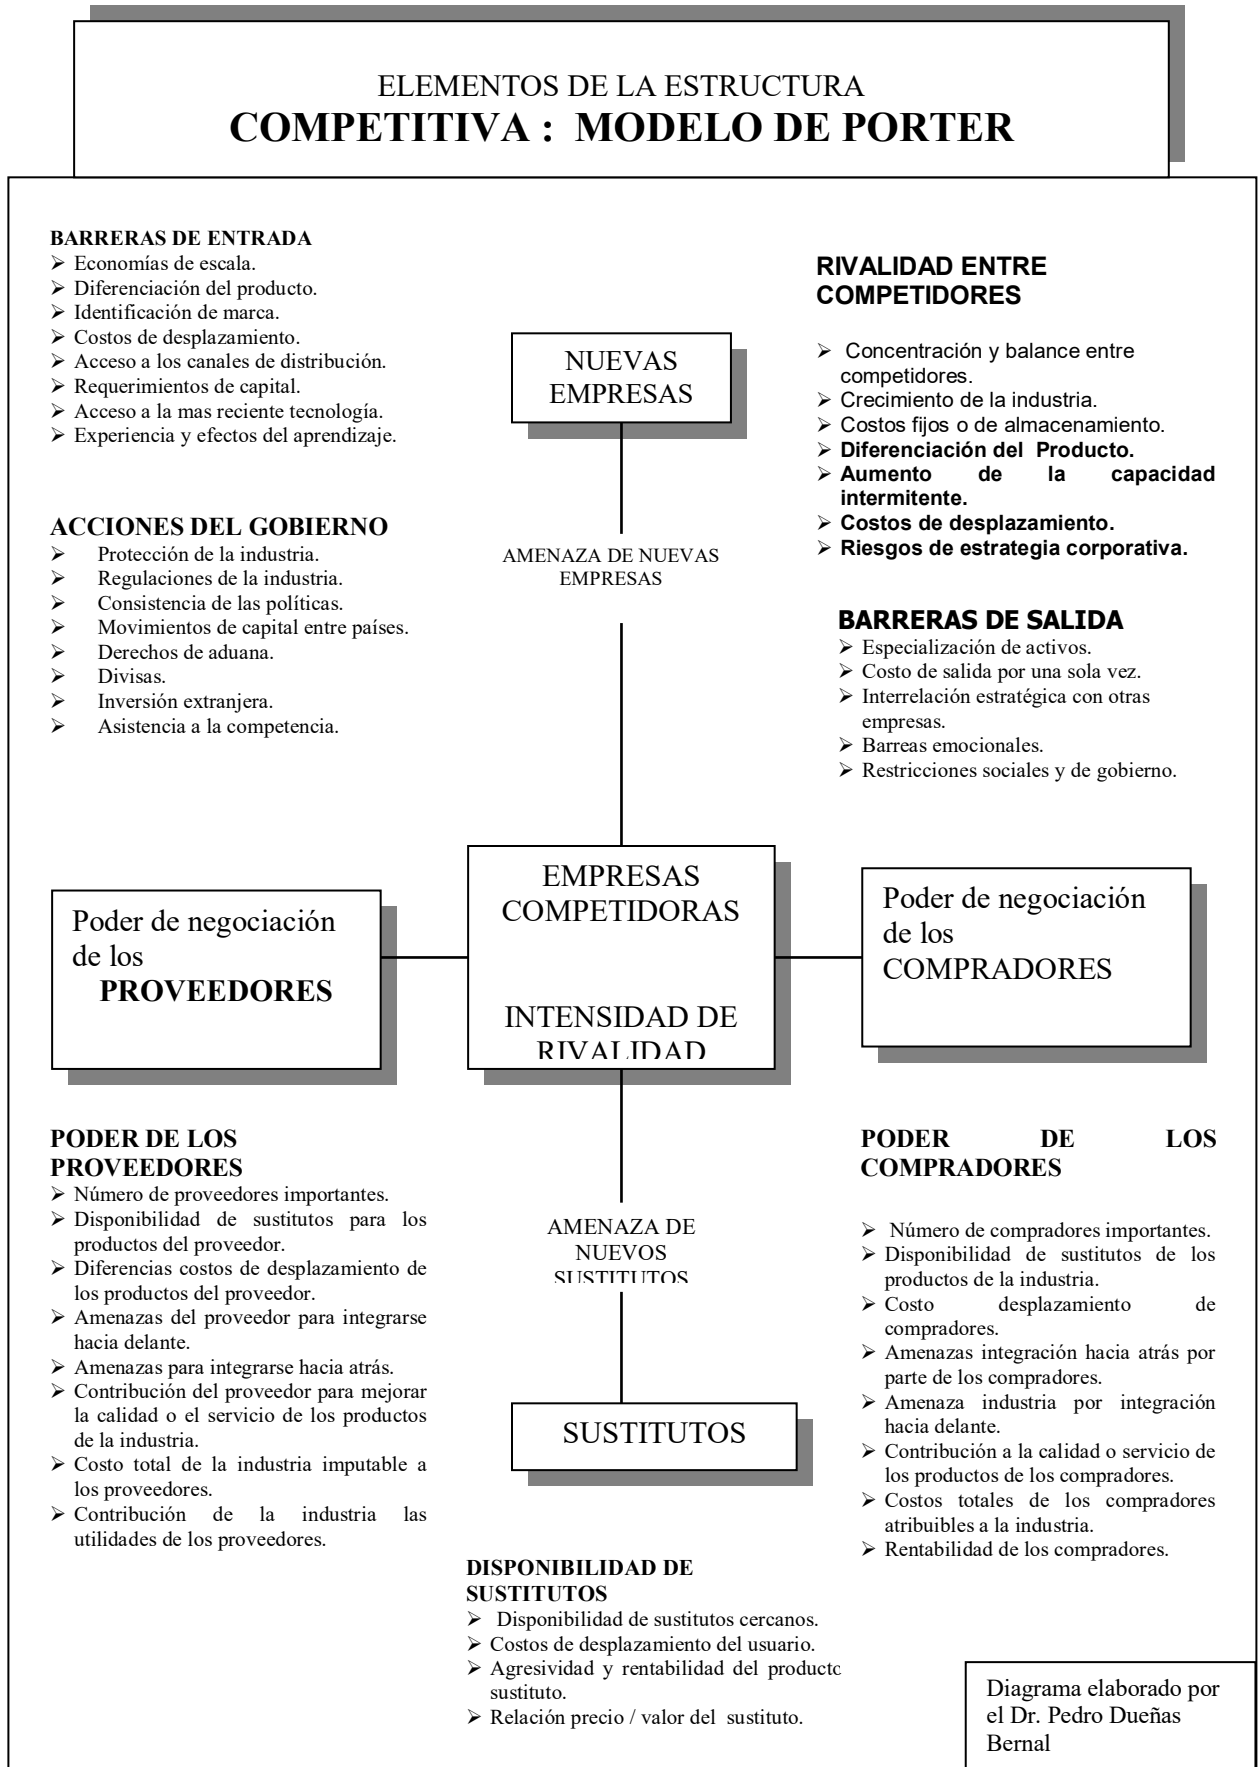 ELEMENTOS DE LA ESTRUCTURA
COMPETITIVA : MODELO DE PORTER
BARRERAS DE ENTRADA
➢ Economías de escala.
➢ Diferenciación del producto.
➢ Identificación de marca.
➢ Costos de desplazamiento.
➢ Acceso a los canales de distribución.
➢ Requerimientos de capital.
➢ Acceso a la mas reciente tecnología.
➢ Experiencia y efectos del aprendizaje.
ACCIONES DEL GOBIERNO
➢ Protección de la industria.
➢ Regulaciones de la industria.
➢ Consistencia de las políticas.
➢ Movimientos de capital entre países.
➢ Derechos de aduana.
➢ Divisas.
➢ Inversión extranjera.
➢ Asistencia a la competencia.
NUEVAS
EMPRESAS
AMENAZA DE NUEVAS
EMPRESAS
RIVALIDAD ENTRE
COMPETIDORES
➢ Concentración y balance entre
competidores.
➢ Crecimiento de la industria.
➢ Costos fijos o de almacenamiento.
➢ Diferenciación del Producto.
➢ Aumento de la capacidad
intermitente.
➢ Costos de desplazamiento.
➢ Riesgos de estrategia corporativa.
BARRERAS DE SALIDA
➢ Especialización de activos.
➢ Costo de salida por una sola vez.
➢ Interrelación estratégica con otras
empresas.
➢ Barreas emocionales.
➢ Restricciones sociales y de gobierno.
Poder de negociación
de los
PROVEEDORES
EMPRESAS
COMPETIDORAS
INTENSIDAD DE
RIVALIDAD
Poder de negociación
de los
COMPRADORES
PODER DE LOS
PROVEEDORES
➢ Número de proveedores importantes.
➢ Disponibilidad de sustitutos para los
productos del proveedor.
➢ Diferencias costos de desplazamiento de
los productos del proveedor.
➢ Amenazas del proveedor para integrarse
hacia delante.
➢ Amenazas para integrarse hacia atrás.
➢ Contribución del proveedor para mejorar
la calidad o el servicio de los productos
de la industria.
➢ Costo total de la industria imputable a
los proveedores.
➢ Contribución de la industria las
utilidades de los proveedores.
AMENAZA DE
NUEVOS
SUSTITUTOS
SUSTITUTOS
DISPONIBILIDAD DE
SUSTITUTOS
➢ Disponibilidad de sustitutos cercanos.
➢ Costos de desplazamiento del usuario.
➢ Agresividad y rentabilidad del producto
sustituto.
➢ Relación precio / valor del sustituto.
PODER DE LOS
COMPRADORES
➢ Número de compradores importantes.
➢ Disponibilidad de sustitutos de los
productos de la industria.
➢ Costo desplazamiento de
compradores.
➢ Amenazas integración hacia atrás por
parte de los compradores.
➢ Amenaza industria por integración
hacia delante.
➢ Contribución a la calidad o servicio de
los productos de los compradores.
➢ Costos totales de los compradores
atribuibles a la industria.
➢ Rentabilidad de los compradores.
Diagrama elaborado por
el Dr. Pedro Dueñas
Bernal